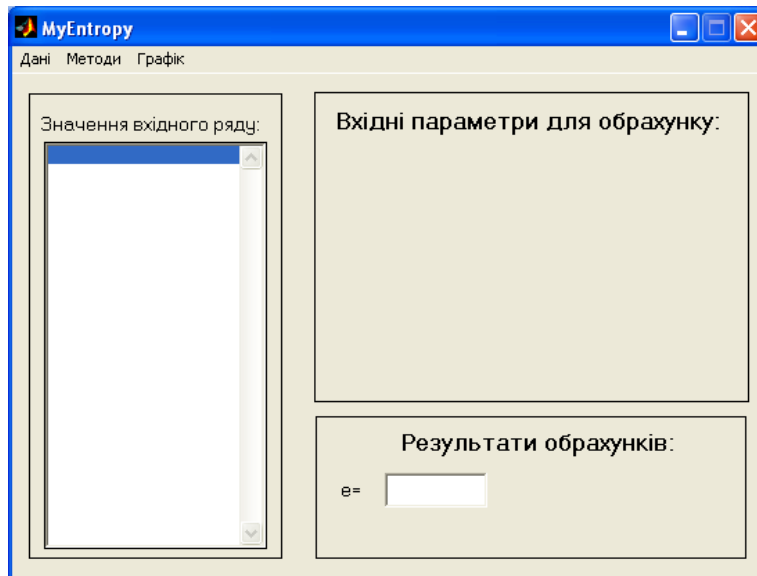 MyEntropy
Дані Методи Графік
Значення вхідного ряду:
Вхідні параметри для обрахунку:
Результати обрахунків:
e=